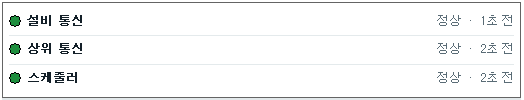 설비 통신 정상 · 1초 전
상위 통신 정상 · 2초 전
스케줄러 정상 · 2초 전